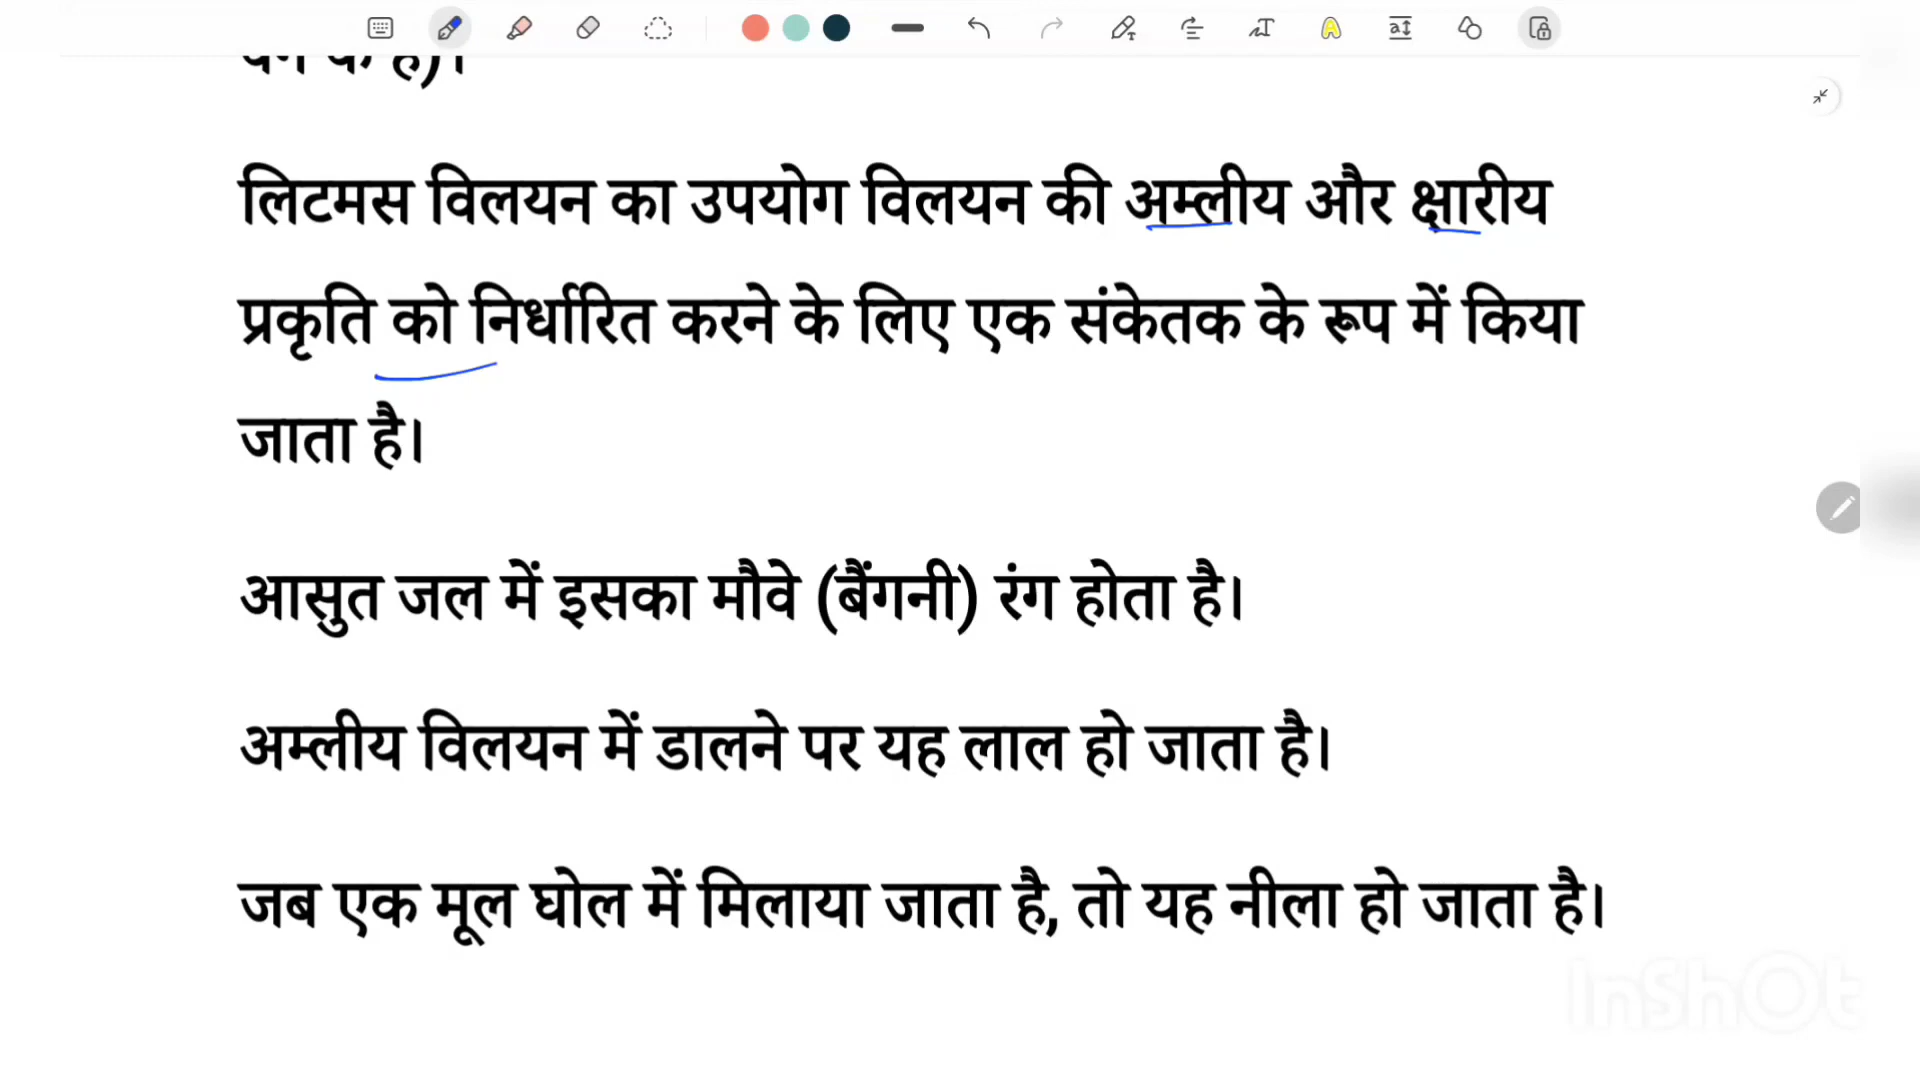 लिटमस विलयन का उपयोग विलयन की अम्लीय और क्षारीय
प्रकृति को निर्धारित करने के लिए एक संकेतक के रूप में किया
जाता है।
आसुत जल में इसका मौवे (बैंगनी) रंग होता है।
अम्लीय विलयन में डालने पर यह लाल हो जाता है।
जब एक मूल घोल में मिलाया जाता है, तो यह नीला हो जाता है।
InShOt